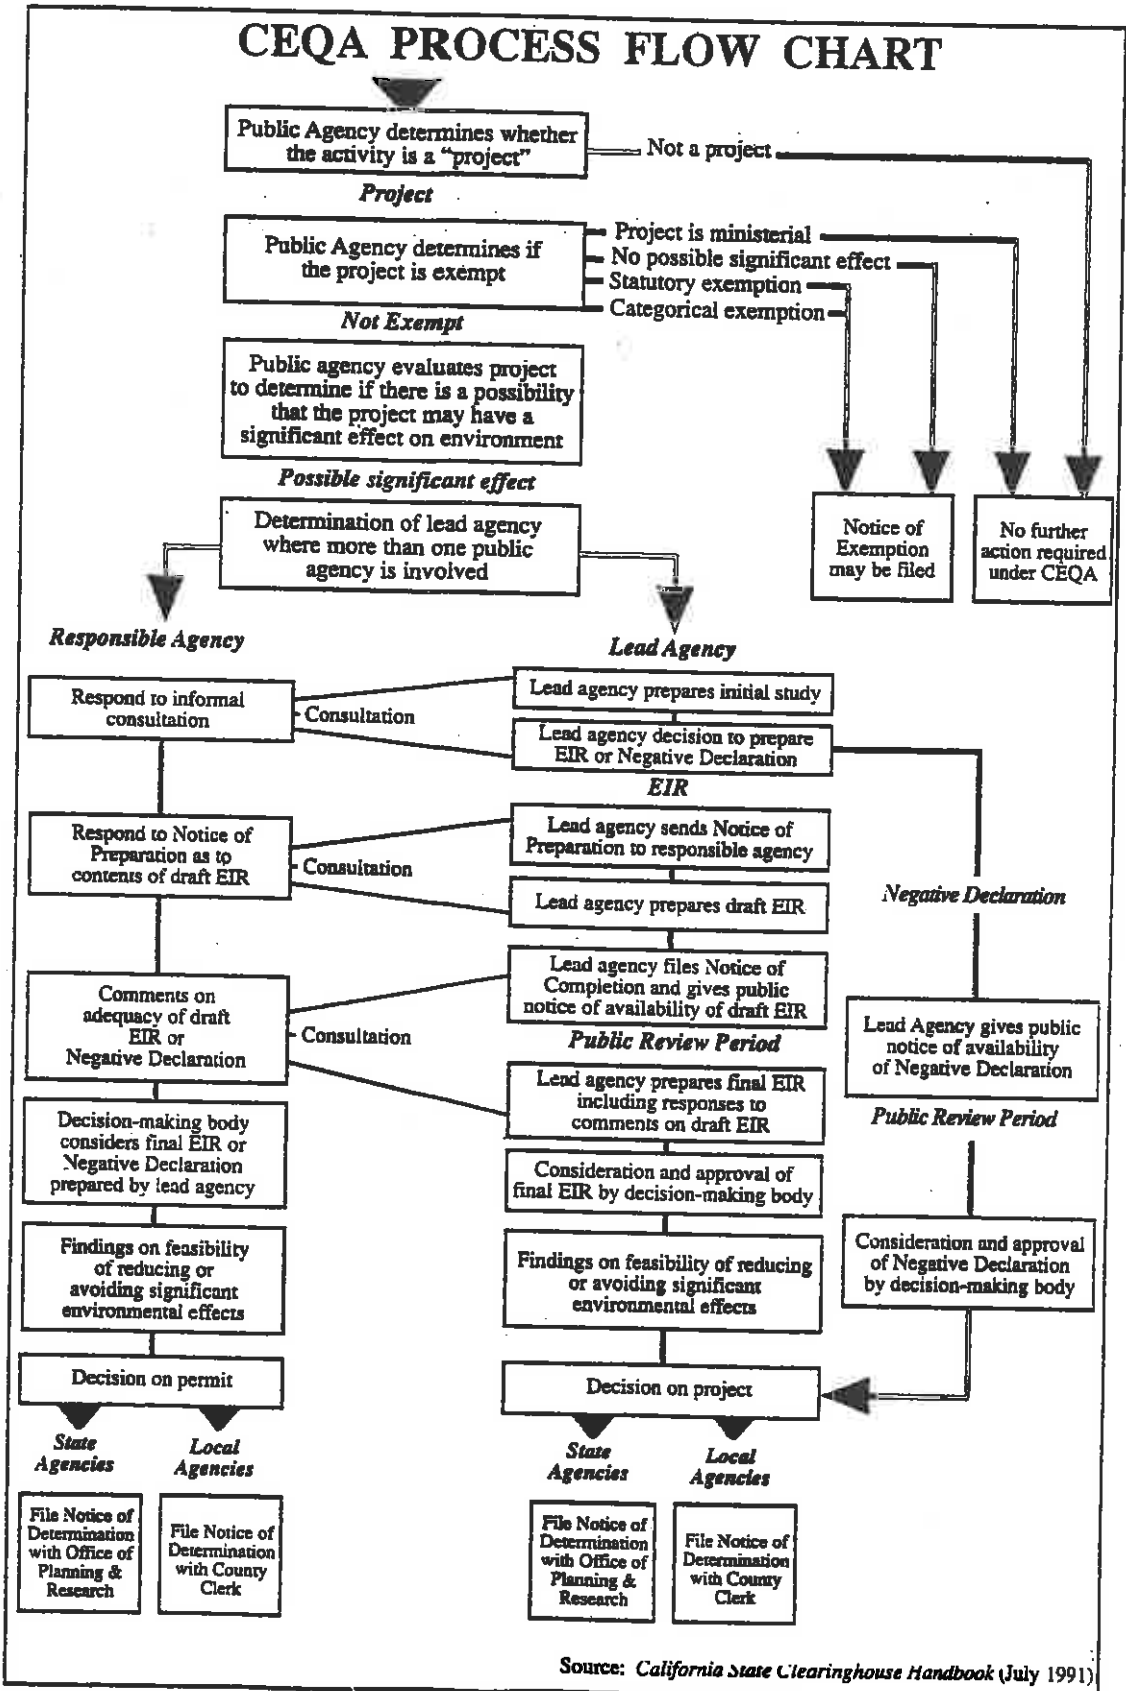 CEQA PROCESS FLOW CHART
Public Agency determines whether
the activity is a "project"
Not a project
Project
Public Agency determines if
the project is exempt
Project is ministerial
No possible significant effect
Statutory exemption
Categorical exemption
Not Exempt
Public agency evaluates project
to determine if there is a possibility
that the project may have a
significant effect on environment
Possible significant effect
Determination of lead agency
where more than one public
agency is involved
Notice of
Exemption
may be filed
No further
action required
under CEQA
Responsible Agency
Lead Agency
Respond to informal
consultation
Consultation
Lead agency prepares initial study
Lead agency decision to prepare
EIR or Negative Declaration
EIR
Respond to Notice of
Preparation as to
contents of draft EIR
Consultation
Lead agency sends Notice of
Preparation to responsible agency
Lead agency prepares draft EIR
Negative Declaration
Comments on
adequacy of draft
EIR or
Negative Declaration
Consultation
Lead agency files Notice of
Completion and gives public
notice of availability of draft EIR
Public Review Period
Lead agency prepares final EIR
including responses to
comments on draft EIR
Lead Agency gives public
notice of availability
of Negative Declaration
Public Review Period
Decision-making body
considers final EIR or
Negative Declaration
prepared by lead agency
Consideration and approval of
final EIR by decision-making body
Findings on feasibility
of reducing or
avoiding significant
environmental effects
Findings on feasibility of reducing
or avoiding significant
environmental effects
Consideration and approval
of Negative Declaration
by decision-making body
Decision on permit
Decision on project
State
Agencies
Local
Agencies
State
Agencies
Local
Agencies
File Notice of
Determination
with Office of
Planning &
Research
File Notice of
Determination
with County
Clerk
File Notice of
Determination
with Office of
Planning &
Research
File Notice of
Determination
with County
Clerk
Source: California State Clearinghouse Handbook (July 1991)